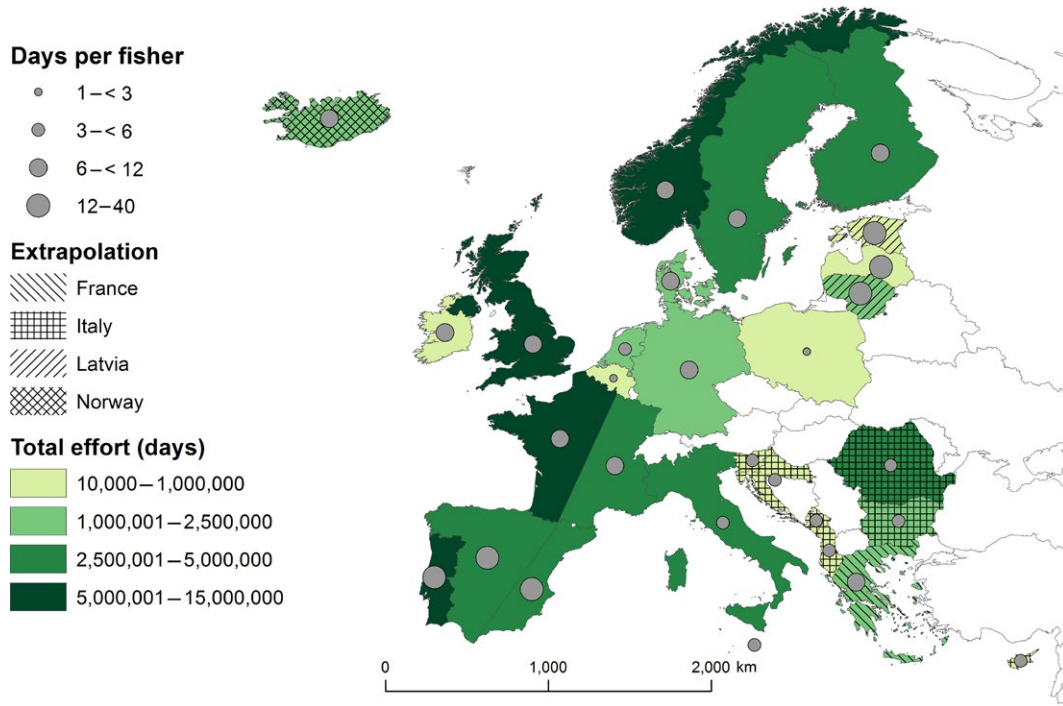 Days per fisher
1–< 3
3–< 6
6–< 12
12–40
Extrapolation
France
Italy
Latvia
Norway
Total effort (days)
10,000–1,000,000
1,000,001–2,500,000
2,500,001–5,000,000
5,000,001–15,000,000
0 1,000 2,000 km